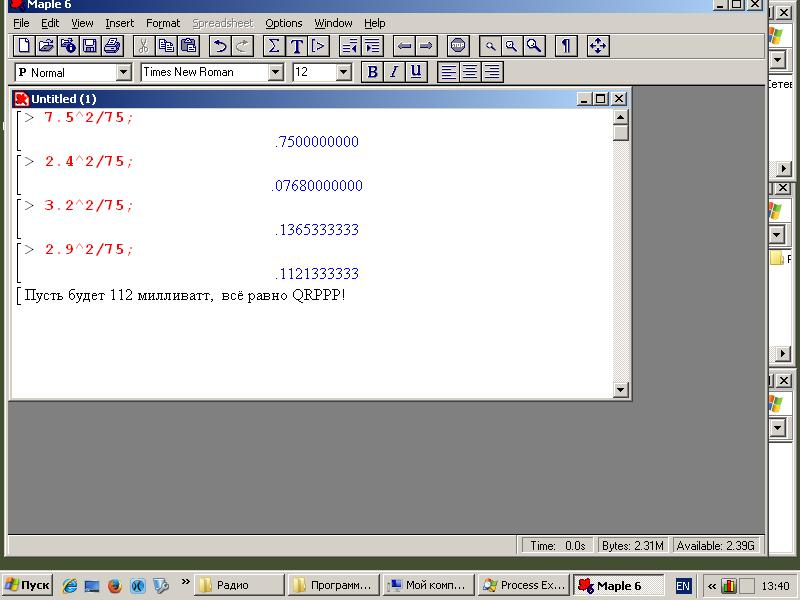 Maple 6
File Edit View Insert Format Spreadsheet Options Window Help
P Normal Times New Roman 12 B I U
Untitled (1)
> 7.5^2/75;
.7500000000
> 2.4^2/75;
.07680000000
> 3.2^2/75;
.1365333333
> 2.9^2/75;
.1121333333
Пусть будет 112 милливатт, всё равно QRPPP!
Time: 0.0s Bytes: 2.31M Available: 2.39G
Пуск » Радио Программ... Мой комп... Process Ex... Maple 6 EN « 13:40